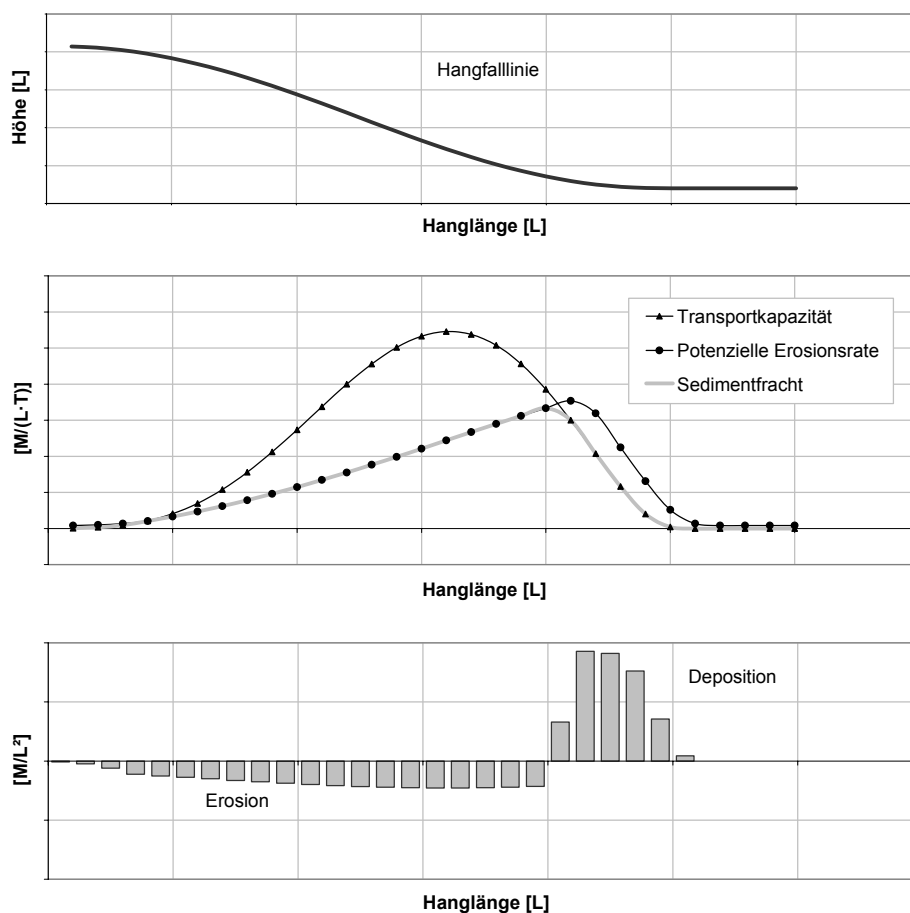 Höhe [L]
Hangfalllinie
Hanglänge [L]
[M/(L·T)]
Transportkapazität
Potenzielle Erosionsrate
Sedimentfracht
Hanglänge [L]
[M/L²]
Deposition
Erosion
Hanglänge [L]